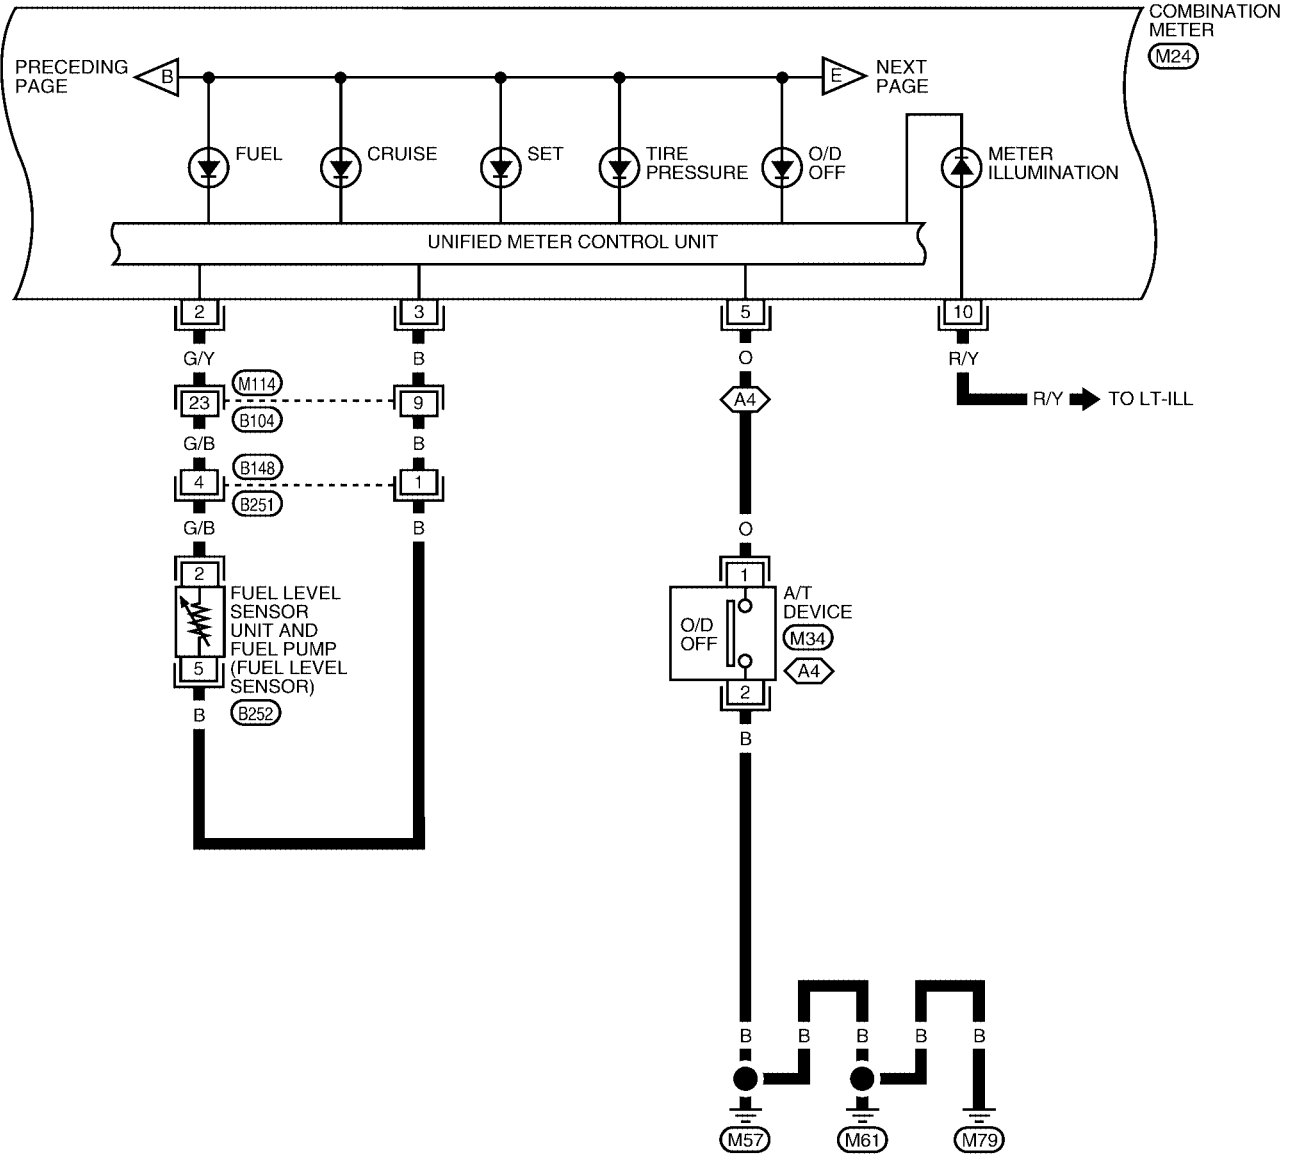 COMBINATION
METER
M24
PRECEDING
PAGE
B
E
NEXT
PAGE
FUEL
CRUISE
SET
TIRE
PRESSURE
O/D
OFF
METER
ILLUMINATION
UNIFIED METER CONTROL UNIT
2
3
5
10
G/Y
B
O
R/Y
23
M114
B104
9
A4
R/Y
TO LT-ILL
G/B
B
4
B148
B251
1
G/B
B
O
2
1
FUEL LEVEL
SENSOR
UNIT AND
FUEL PUMP
(FUEL LEVEL
SENSOR)
B252
5
B
O/D
OFF
A/T
DEVICE
M34
A4
2
B
B
B
B
B
B
M57
M61
M79